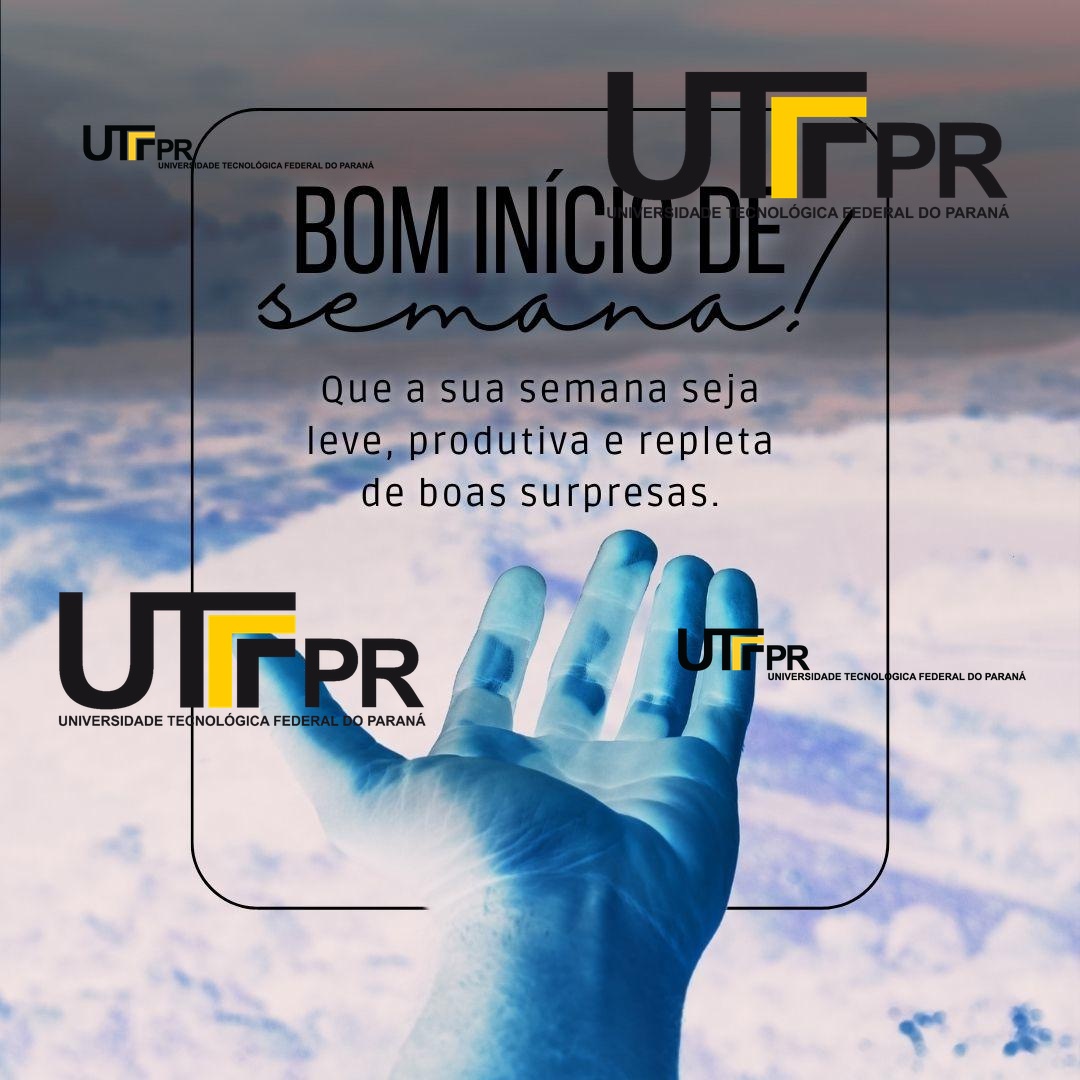 UTFPR
UNIVERSIDADE TECNOLÓGICA FEDERAL DO PARANÁ
UTFPR
UNIVERSIDADE TECNOLÓGICA FEDERAL DO PARANÁ
BOM INÍCIO DE
semana!
Que a sua semana seja
leve, produtiva e repleta
de boas surpresas.
UTFPR
UNIVERSIDADE TECNOLÓGICA FEDERAL DO PARANÁ
UTFPR
UNIVERSIDADE TECNOLÓGICA FEDERAL DO PARANÁ